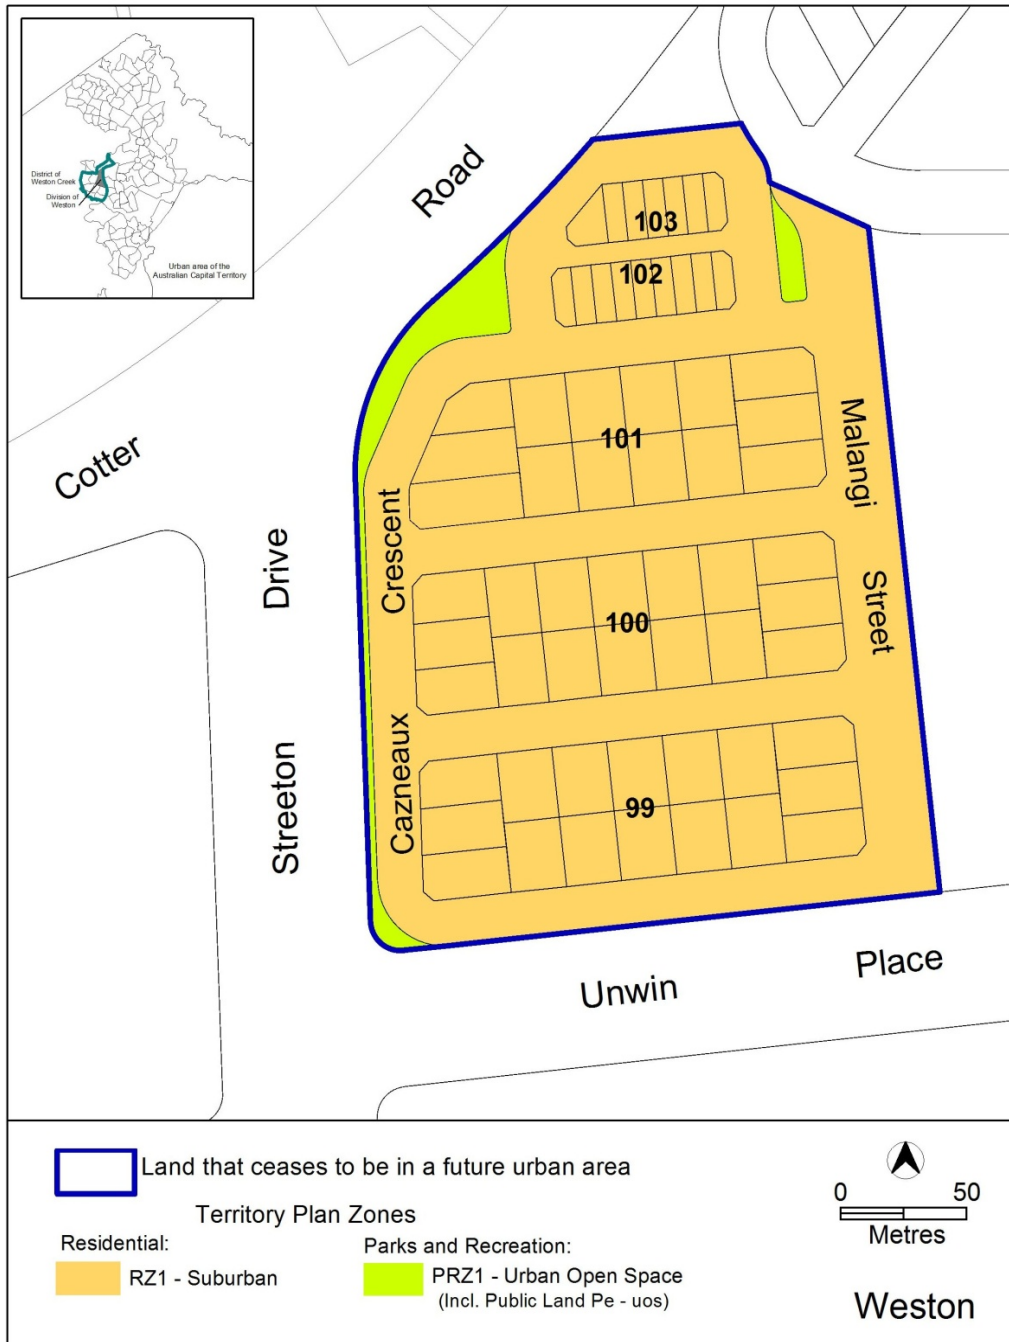 District of
Weston Creek
Division of
Weston
Urban area of the
Australian Capital Territory
Road
Cotter
Drive
Streeton
Crescent
Cazneaux
Malangi
Street
Unwin
Place
103
102
101
100
99
Land that ceases to be in a future urban area
Territory Plan Zones
Residential:
RZ1 - Suburban
Parks and Recreation:
PRZ1 - Urban Open Space
(Incl. Public Land Pe - uos)
0 50
Metres
Weston